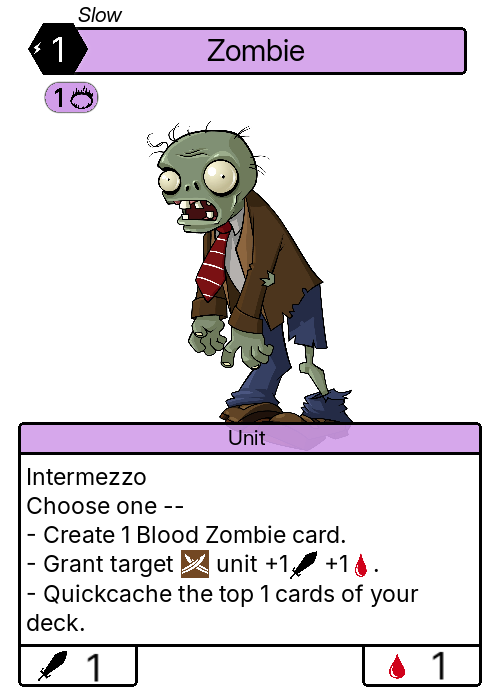 Slow
1
Zombie
1
Unit
Intermezzo
Choose one --
- Create 1 Blood Zombie card.
- Grant target unit +1 +1 .
- Quickcache the top 1 cards of your
deck.
1
1